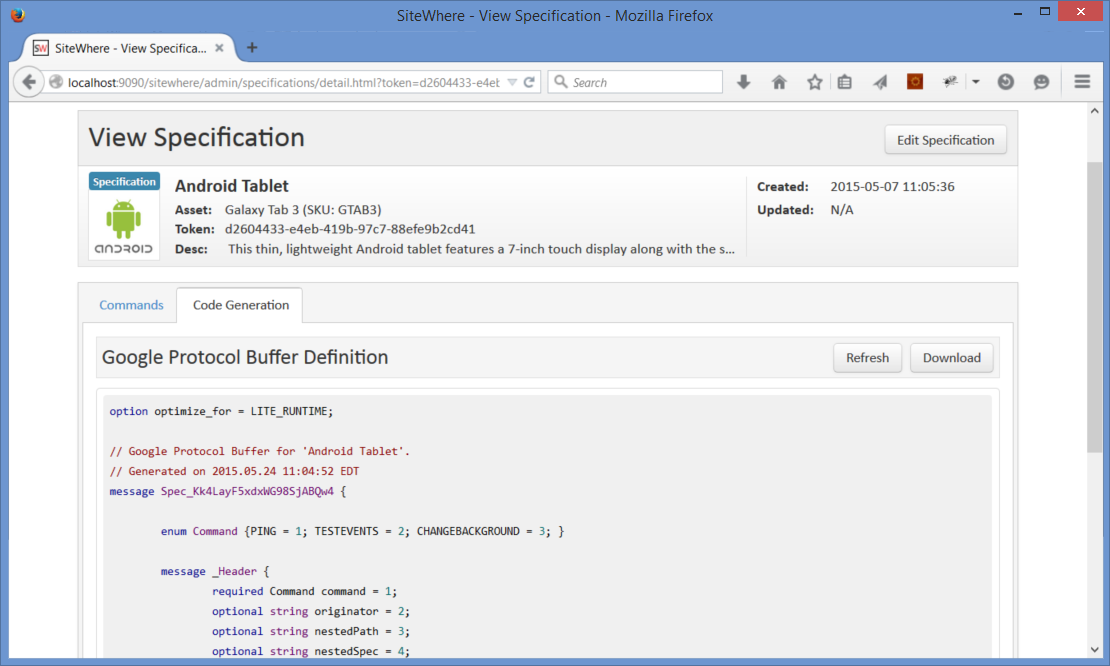 SiteWhere - View Specification - Mozilla Firefox
SW SiteWhere - View Specifica...
localhost:9090/sitewhere/admin/specifications/detail.html?token=d2604433-e4eb
Search
View Specification
Edit Specification
Specification
ANDROID
Android Tablet
Asset: Galaxy Tab 3 (SKU: GTAB3)
Token: d2604433-e4eb-419b-97c7-88efe9b2cd41
Desc: This thin, lightweight Android tablet features a 7-inch touch display along with the s...
Created: 2015-05-07 11:05:36
Updated: N/A
Commands
Code Generation
Google Protocol Buffer Definition
Refresh
Download
option optimize_for = LITE_RUNTIME;
// Google Protocol Buffer for 'Android Tablet'.
// Generated on 2015.05.24 11:04:52 EDT
message Spec_Kk4LayF5xdxWG98SjABQw4 {
enum Command {PING = 1; TESTEVENTS = 2; CHANGEBACKGROUND = 3; }
message _Header {
required Command command = 1;
optional string originator = 2;
optional string nestedPath = 3;
optional string nestedSpec = 4;